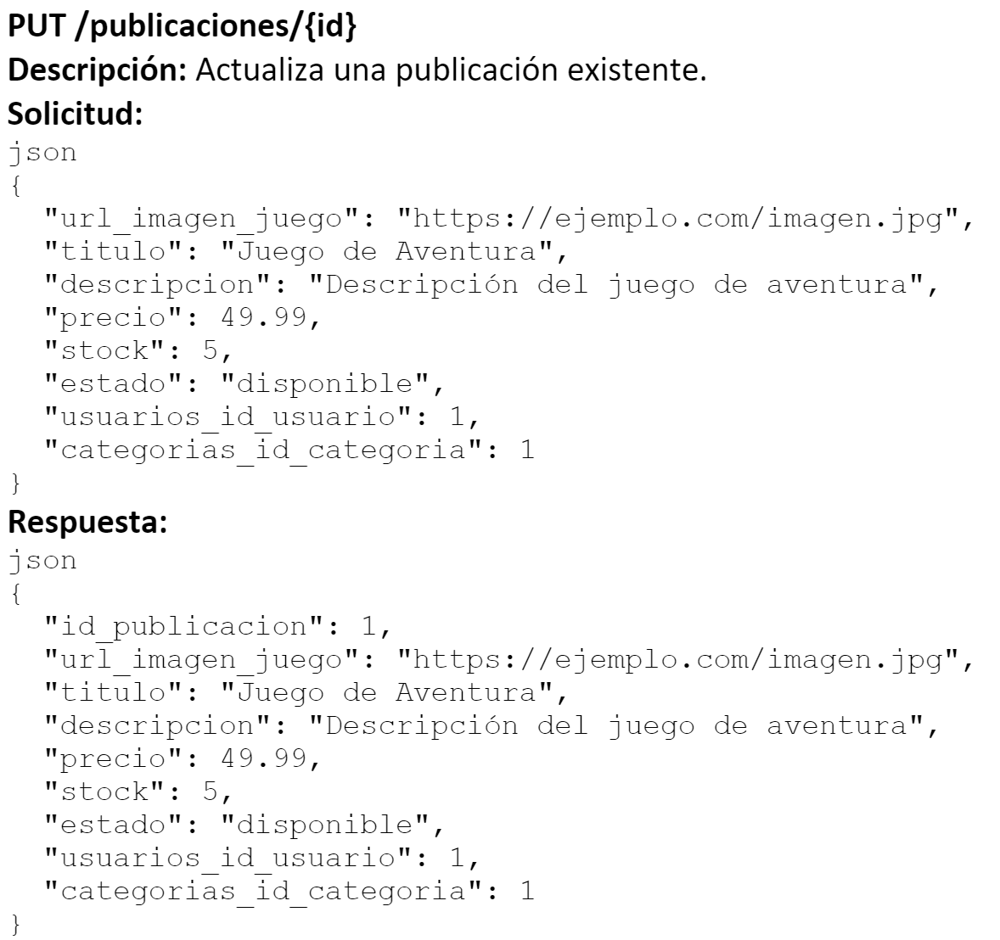 PUT /publicaciones/{id}
Descripción: Actualiza una publicación existente.
Solicitud:
json
{
  "url_imagen_juego": "https://ejemplo.com/imagen.jpg",
  "titulo": "Juego de Aventura",
  "descripcion": "Descripción del juego de aventura",
  "precio": 49.99,
  "stock": 5,
  "estado": "disponible",
  "usuarios_id_usuario": 1,
  "categorias_id_categoria": 1
}
Respuesta:
json
{
  "id_publicacion": 1,
  "url_imagen_juego": "https://ejemplo.com/imagen.jpg",
  "titulo": "Juego de Aventura",
  "descripcion": "Descripción del juego de aventura",
  "precio": 49.99,
  "stock": 5,
  "estado": "disponible",
  "usuarios_id_usuario": 1,
  "categorias_id_categoria": 1
}